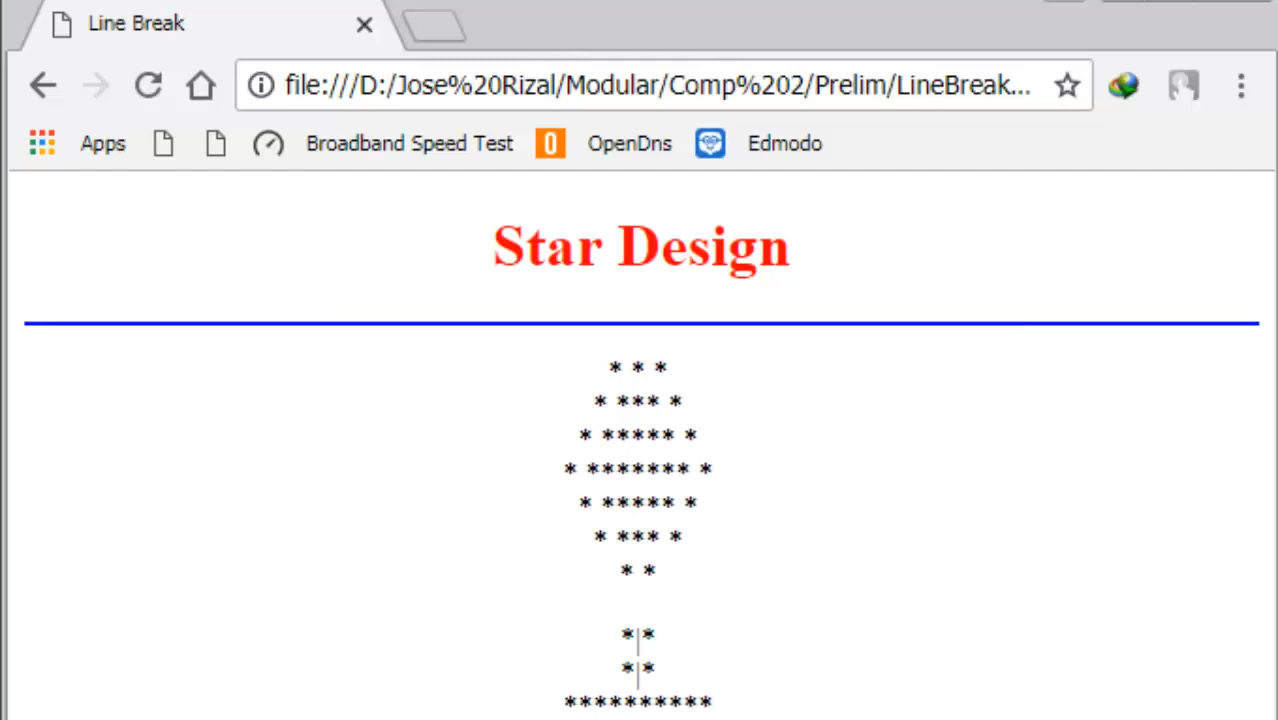 Line Break
file:///D:/Jose%20Rizal/Modular/Comp%202/Prelim/LineBreak...
Apps Broadband Speed Test OpenDns Edmodo
Star Design
* * *
* **** *
* ****** *
* ******** *
* ****** *
* **** *
* *
*|*
*|*
**********